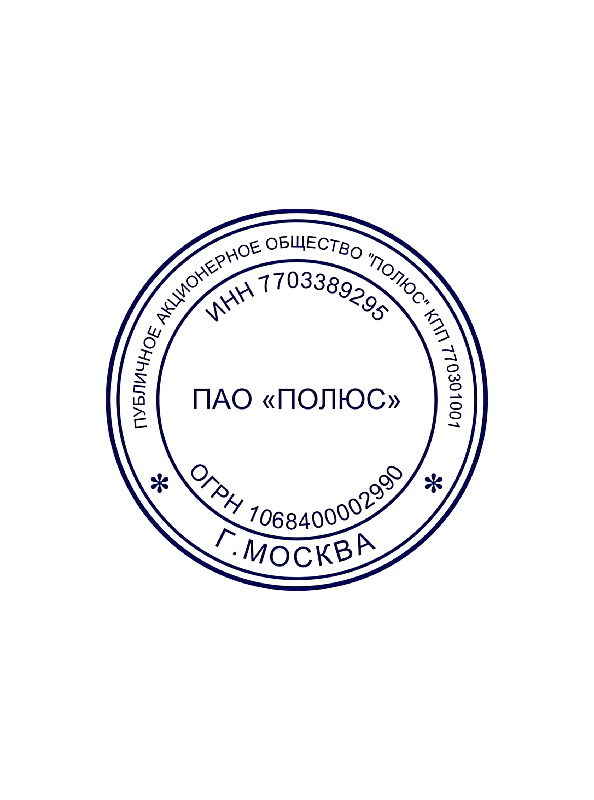 ПУБЛИЧНОЕ АКЦИОНЕРНОЕ ОБЩЕСТВО "ПОЛЮС" КПП 770301001
ИНН 7703389295
ПАО «ПОЛЮС»
ОГРН 1068400002990
Г.МОСКВА